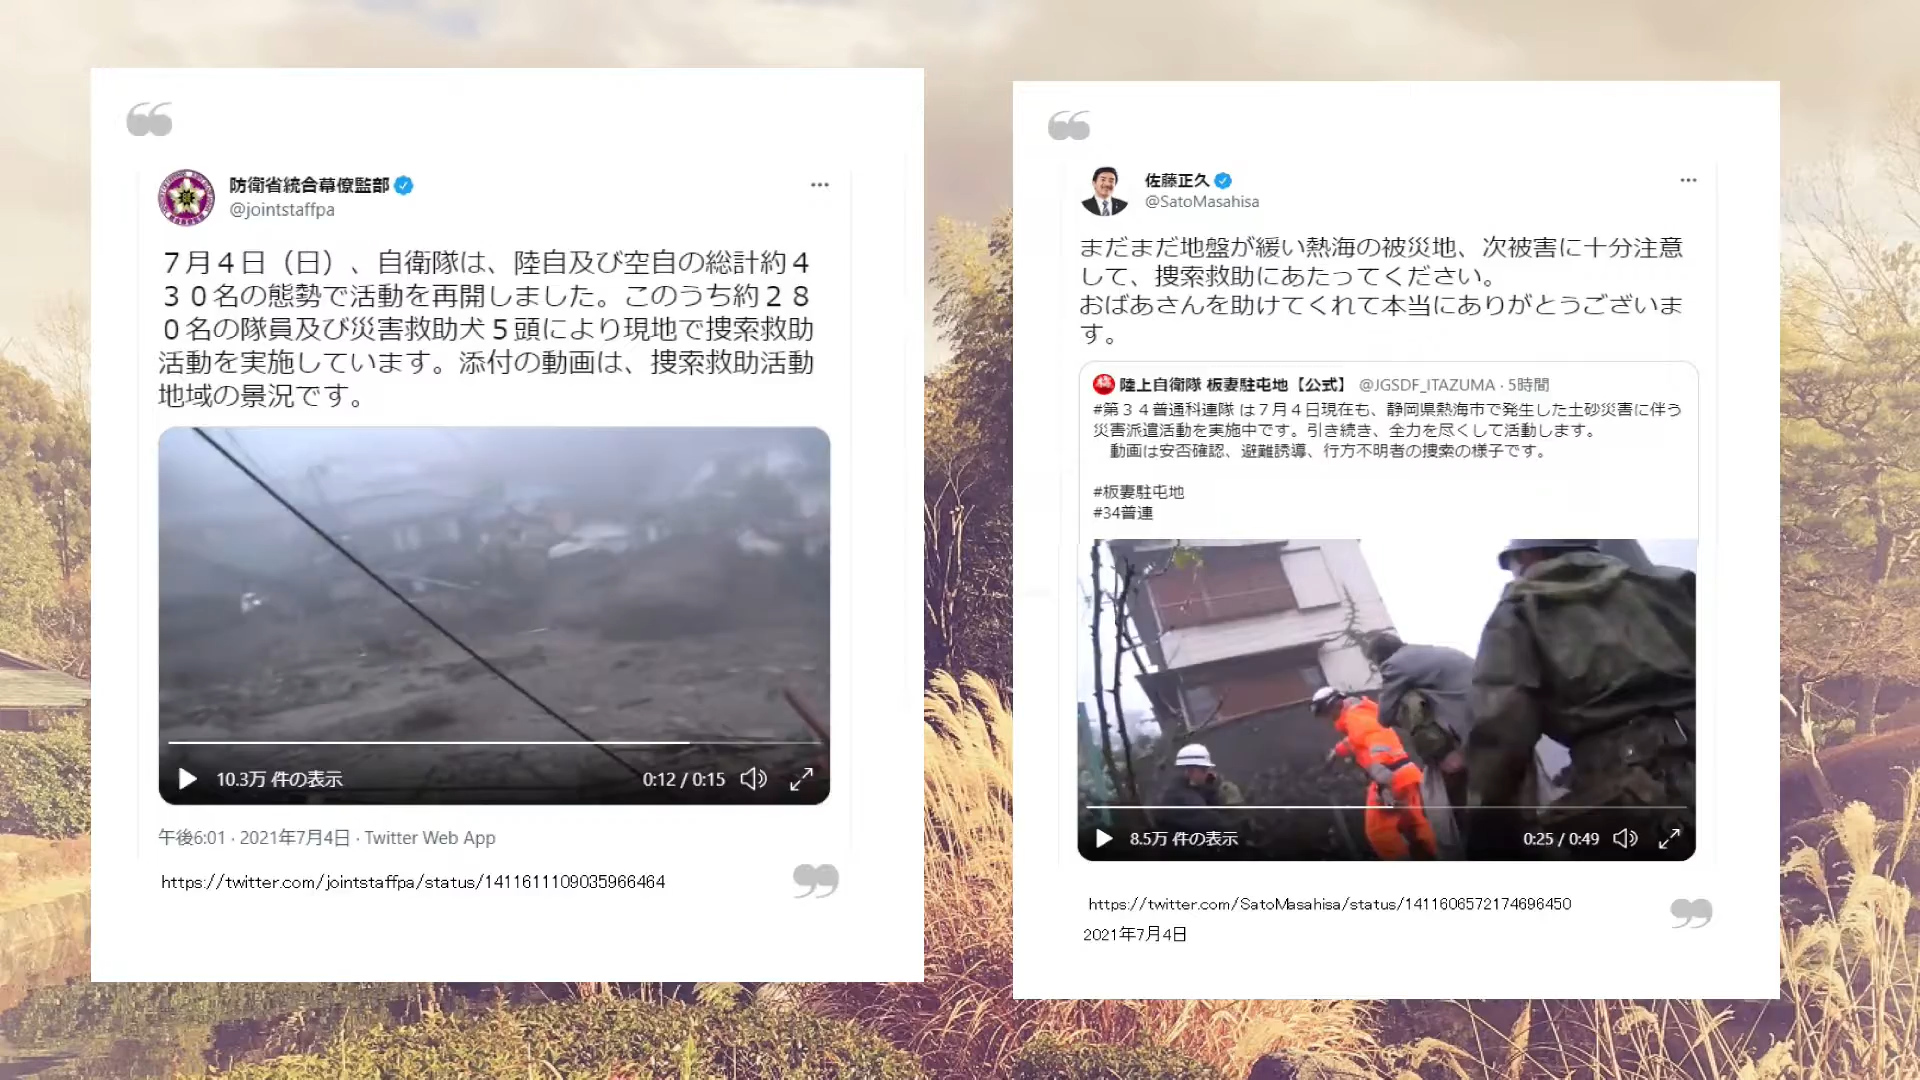 防衛省統合幕僚監部
@jointstaffpa
７月４日（日）、自衛隊は、陸自及び空自の総計約４
３０名の態勢で活動を再開しました。このうち約２８
０名の隊員及び災害救助犬５頭により現地で捜索救助
活動を実施しています。添付の動画は、捜索救助活動
地域の景況です。
10.3万 件の表示
0:12 / 0:15
午後6:01 · 2021年7月4日 · Twitter Web App
https://twitter.com/jointstaffpa/status/1411611109035966464
佐藤正久
@SatoMasahisa
まだまだ地盤が緩い熱海の被災地、次被害に十分注意
して、捜索救助にあたってください。
おばあさんを助けてくれて本当にありがとうございま
す。
陸上自衛隊 板妻駐屯地【公式】 @JGSDF_ITAZUMA · 5時間
#第３４普通科連隊 は７月４日現在も、静岡県熱海市で発生した土砂災害に伴う
災害派遣活動を実施中です。引き続き、全力を尽くして活動します。
動画は安否確認、避難誘導、行方不明者の捜索の様子です。
#板妻駐屯地
#34普連
8.5万 件の表示
0:25 / 0:49
https://twitter.com/SatoMasahisa/status/1411606572174696450
2021年7月4日